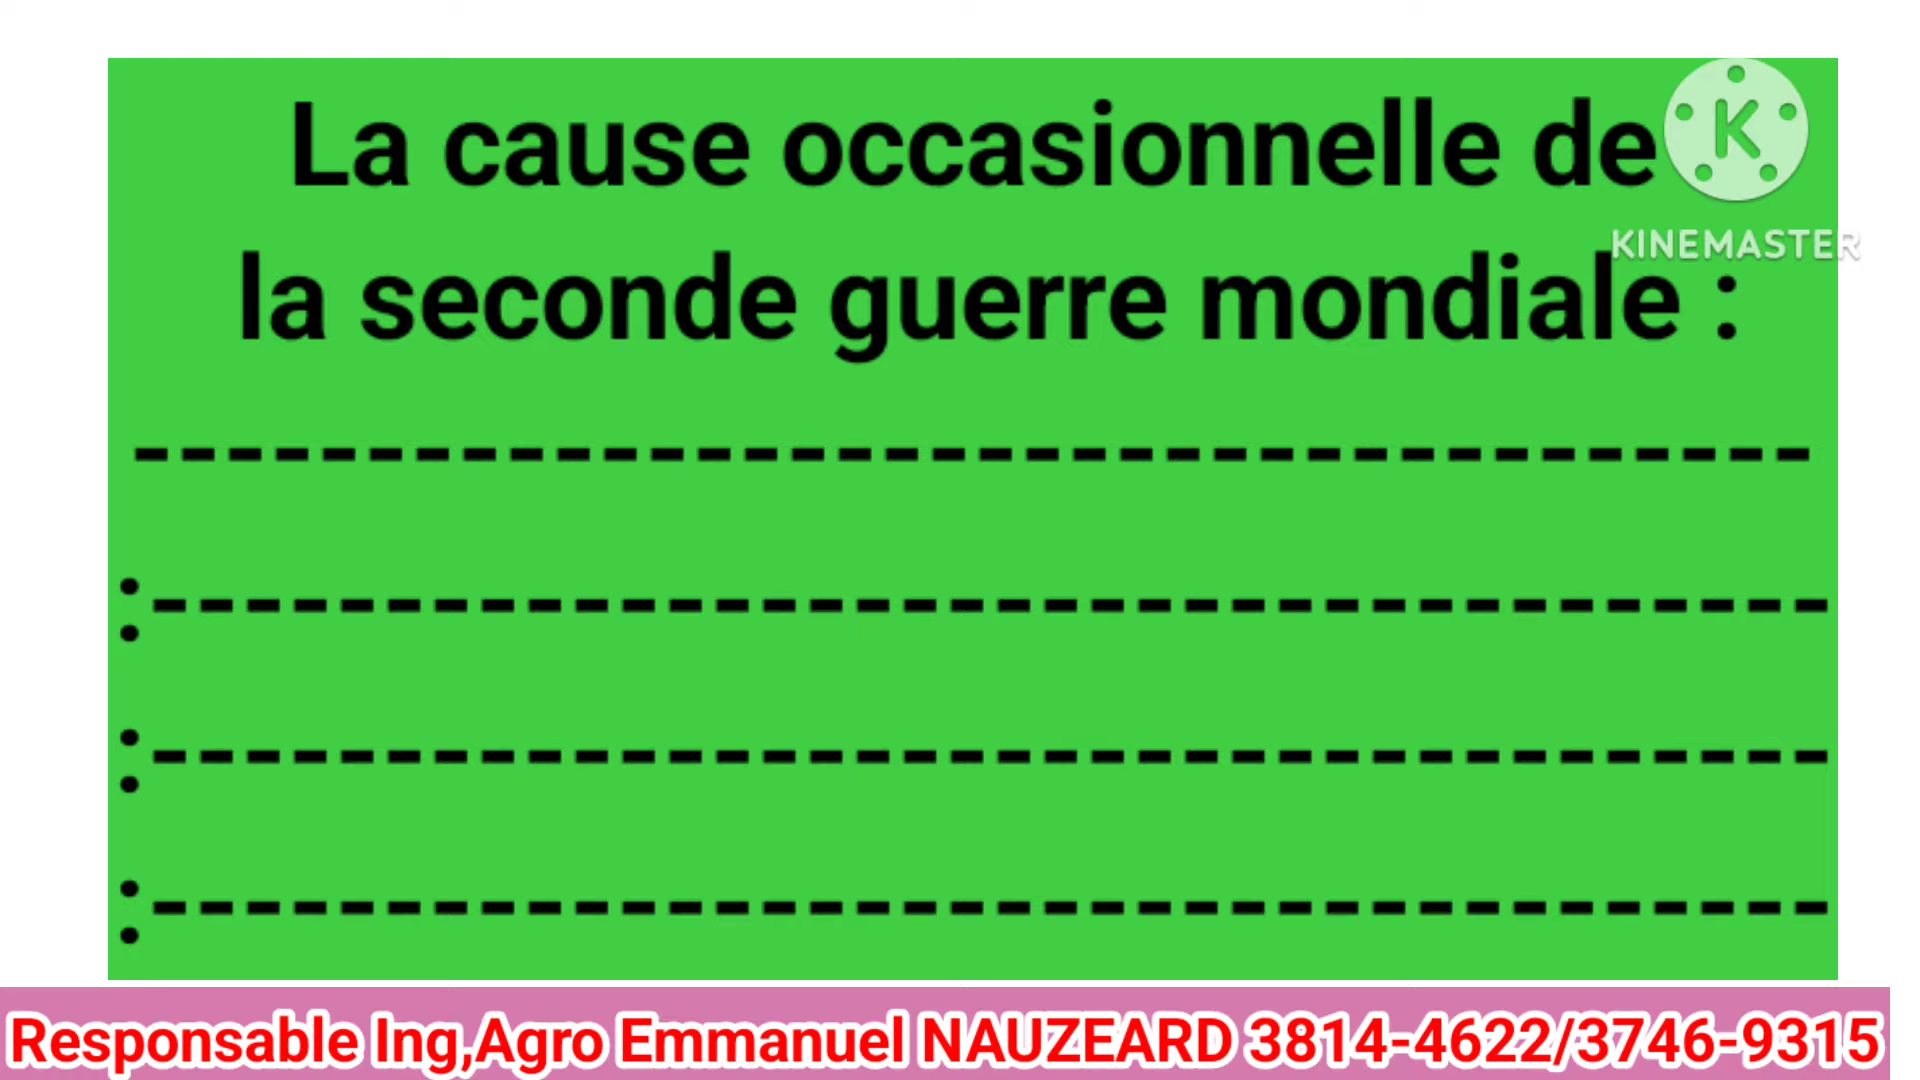 La cause occasionnelle de
la seconde guerre mondiale :
------------------------------------
:------------------------------------
:------------------------------------
:------------------------------------
K
KINEMASTER
Responsable Ing,Agro Emmanuel NAUZEARD 3814-4622/3746-9315